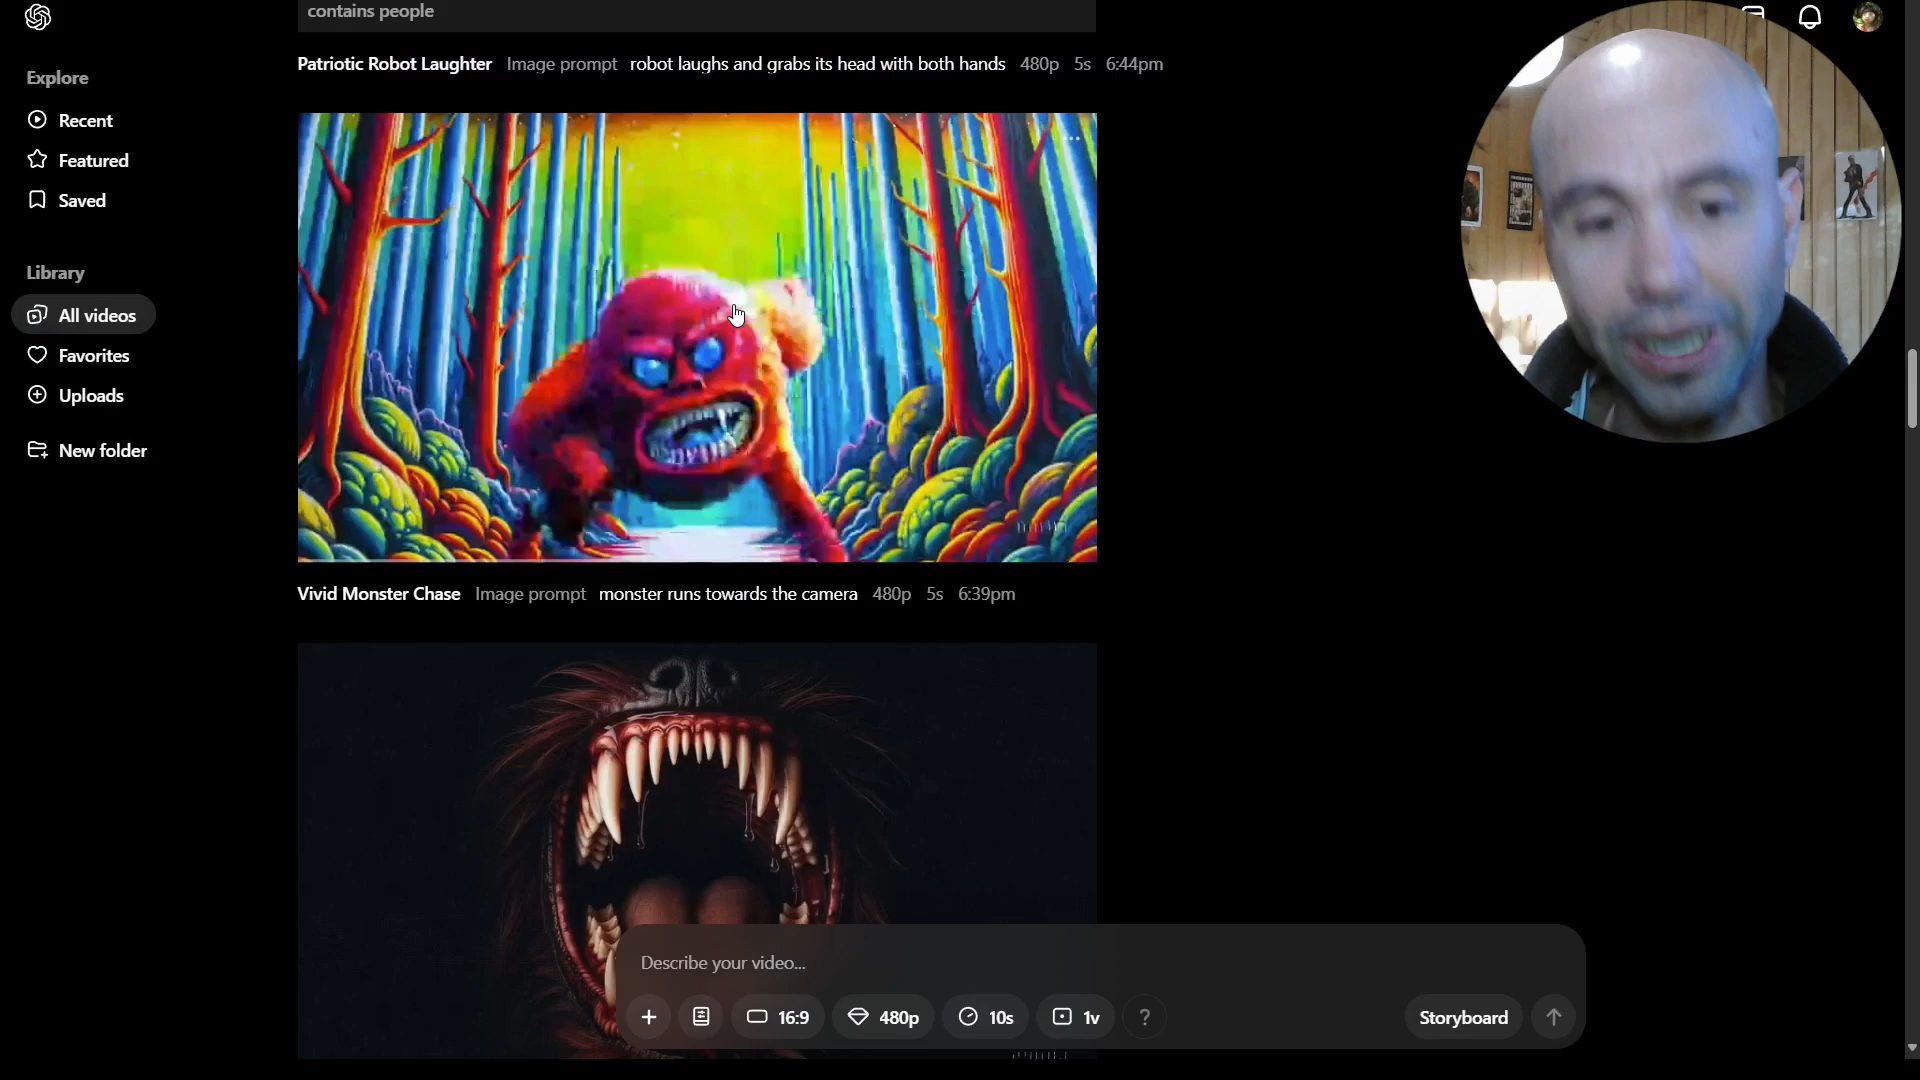 contains people
Explore
Patriotic Robot Laughter Image prompt robot laughs and grabs its head with both hands 480p 5s 6:44pm
Recent
Featured
Saved
Library
All videos
Favorites
Uploads
New folder
Vivid Monster Chase Image prompt monster runs towards the camera 480p 5s 6:39pm
Describe your video...
16:9 480p 10s 1v ? Storyboard